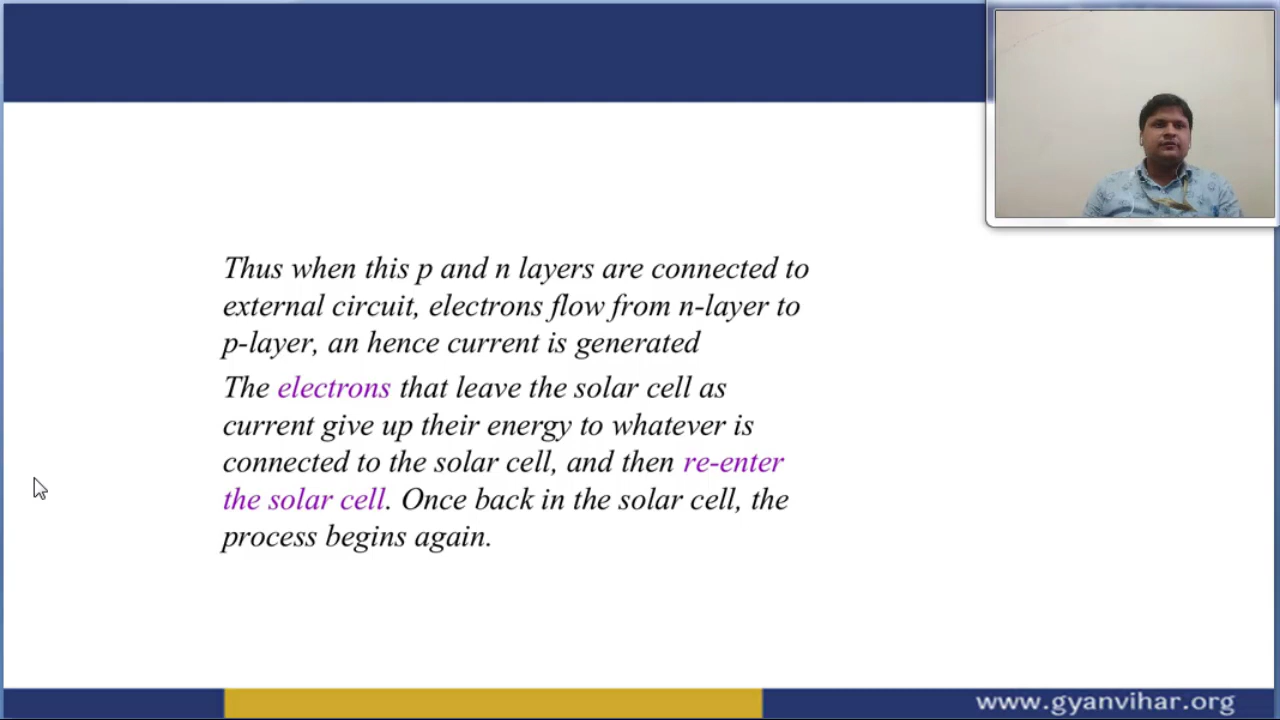 Thus when this p and n layers are connected to
external circuit, electrons flow from n-layer to
p-layer, an hence current is generated
The electrons that leave the solar cell as
current give up their energy to whatever is
connected to the solar cell, and then re-enter
the solar cell. Once back in the solar cell, the
process begins again.
www.gyanvihar.org